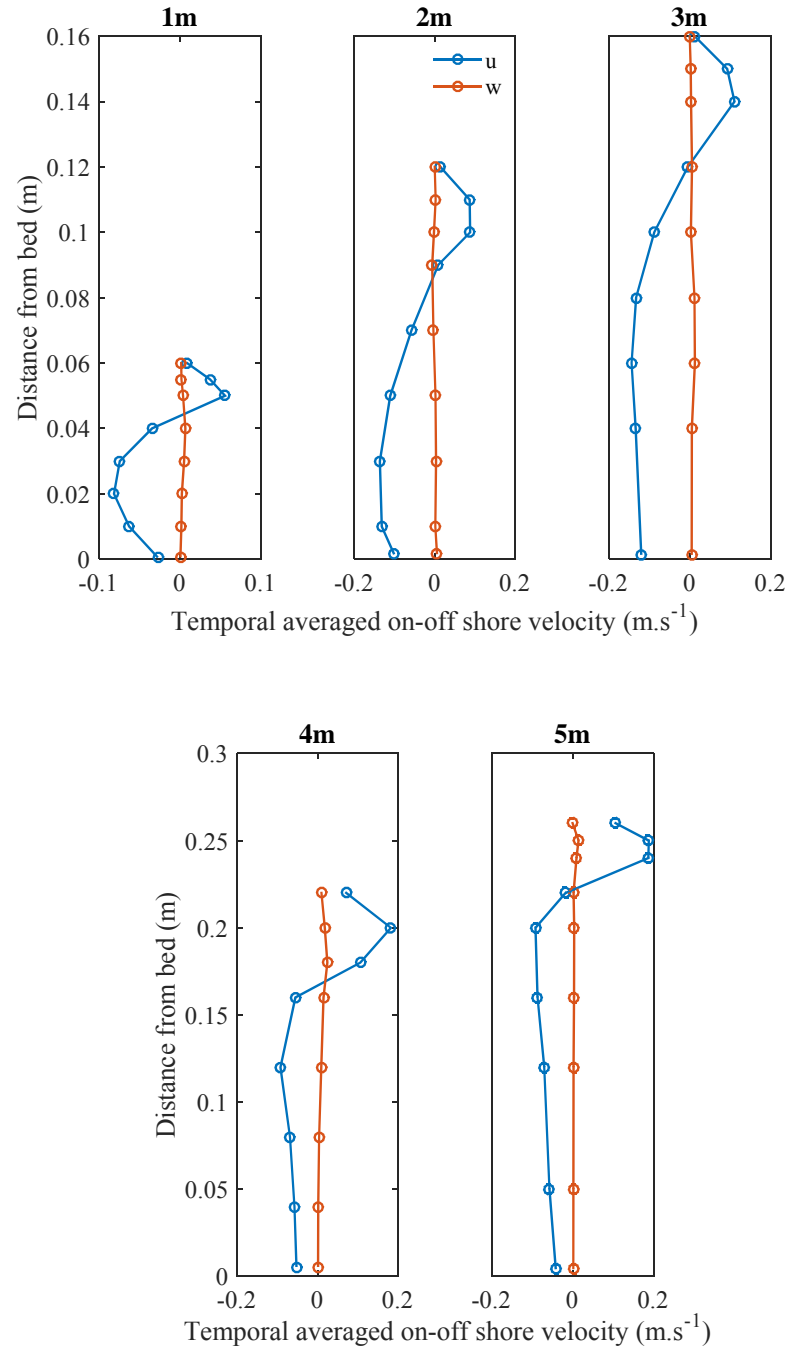 1m
2m
3m
0.16
0.14
0.12
0.1
0.08
0.06
0.04
0.02
0
Distance from bed (m)
u
w
-0.1 0 0.1
-0.2 0 0.2
-0.2 0 0.2
Temporal averaged on-off shore velocity (m.s⁻¹)
4m
5m
0.3
0.25
0.2
0.15
0.1
0.05
0
Distance from bed (m)
-0.2 0 0.2
-0.2 0 0.2
Temporal averaged on-off shore velocity (m.s⁻¹)